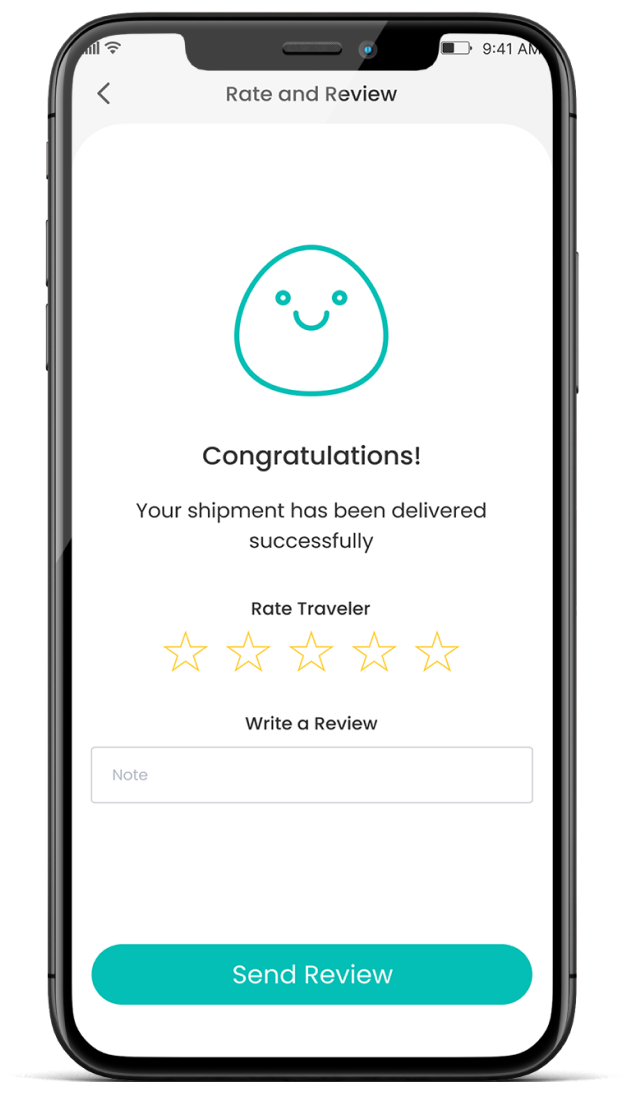 9:41 AM
Rate and Review
Congratulations!
Your shipment has been delivered
successfully
Rate Traveler
Write a Review
Note
Send Review